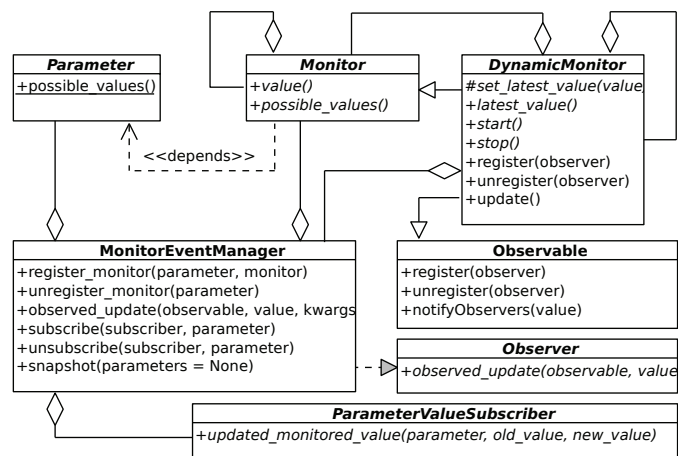 Parameter
+possible_values()
Monitor
+value()
+possible_values()
DynamicMonitor
#set_latest_value(value
+latest_value()
+start()
+stop()
+register(observer)
+unregister(observer)
+update()
<<depends>>
MonitorEventManager
+register_monitor(parameter, monitor)
+unregister_monitor(parameter)
+observed_update(observable, value, kwargs
+subscribe(subscriber, parameter)
+unsubscribe(subscriber, parameter)
+snapshot(parameters = None)
Observable
+register(observer)
+unregister(observer)
+notifyObservers(value)
Observer
+observed_update(observable, value
ParameterValueSubscriber
+updated_monitored_value(parameter, old_value, new_value)